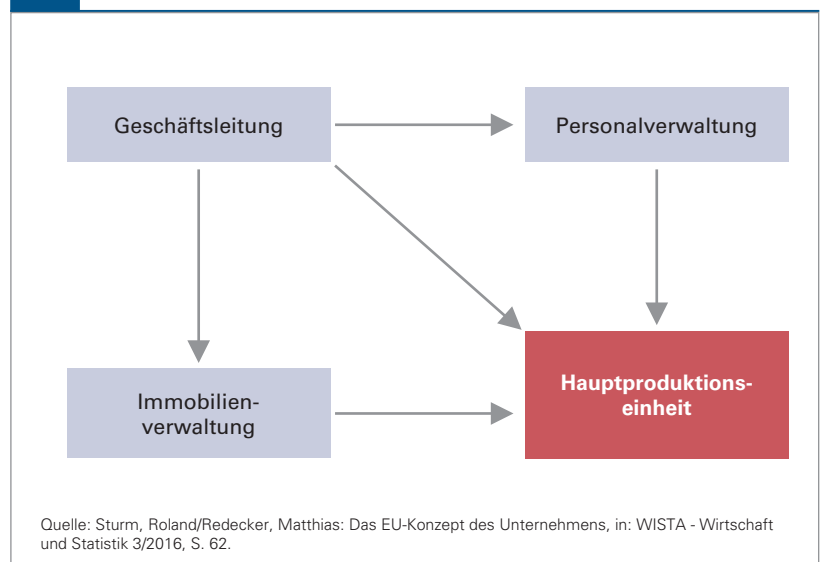 Geschäftsleitung
Personalverwaltung
Immobilien-
verwaltung
Hauptproduktions-
einheit
Quelle: Sturm, Roland/Redecker, Matthias: Das EU-Konzept des Unternehmens, in: WISTA - Wirtschaft
und Statistik 3/2016, S. 62.